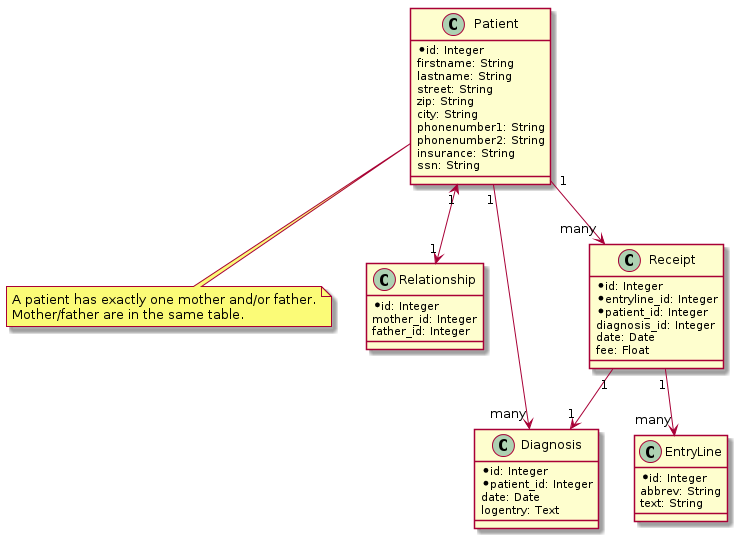 C Patient
id: Integer
firstname: String
lastname: String
street: String
zip: String
city: String
phonenumber1: String
phonenumber2: String
insurance: String
ssn: String
1
1
1
many
1
A patient has exactly one mother and/or father.
Mother/father are in the same table.
C Relationship
id: Integer
mother_id: Integer
father_id: Integer
C Receipt
id: Integer
entryline_id: Integer
patient_id: Integer
diagnosis_id: Integer
date: Date
fee: Float
1
1
many
1
many
C Diagnosis
id: Integer
patient_id: Integer
date: Date
logentry: Text
C EntryLine
id: Integer
abbrev: String
text: String